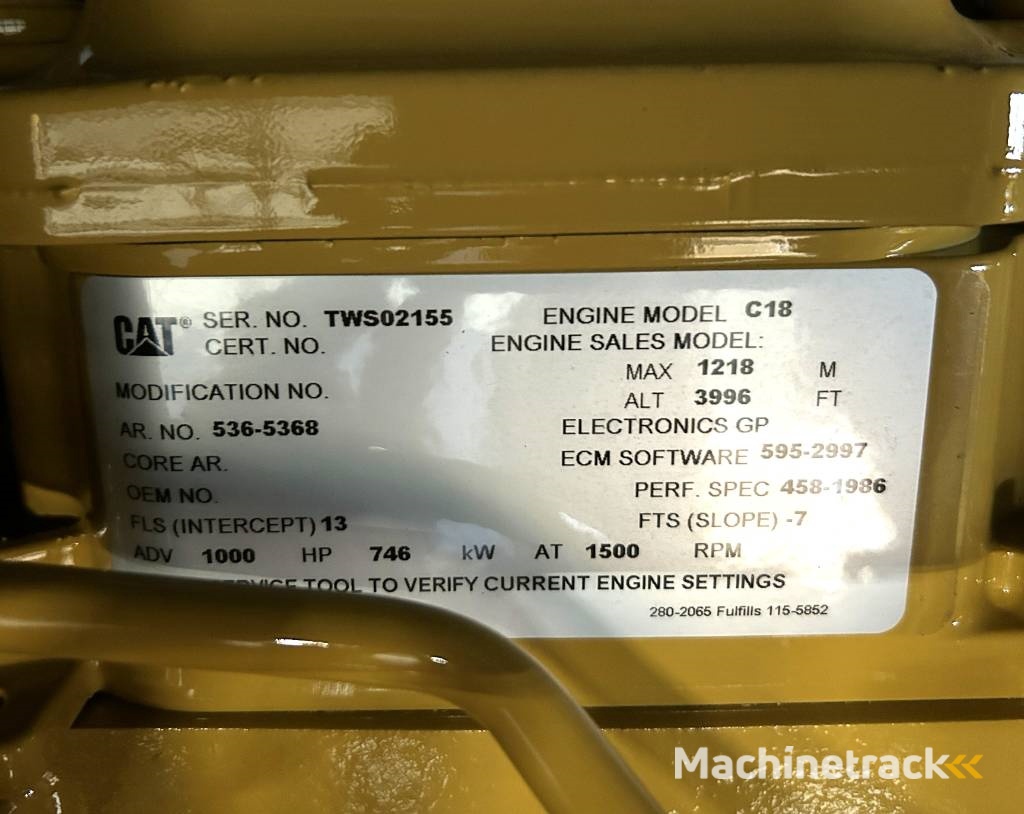 CAT® SER. NO. TWS02155 ENGINE MODEL C18
CERT. NO. ENGINE SALES MODEL:
MAX 1218 M
MODIFICATION NO. ALT 3996 FT
AR. NO. 536-5368 ELECTRONICS GP
CORE AR. ECM SOFTWARE 595-2997
OEM NO. PERF. SPEC 458-1986
FLS (INTERCEPT) 13 FTS (SLOPE) -7
ADV 1000 HP 746 kW AT 1500 RPM
TOOL TO VERIFY CURRENT ENGINE SETTINGS
280-2065 Fulfills 115-5852
Machinetrack